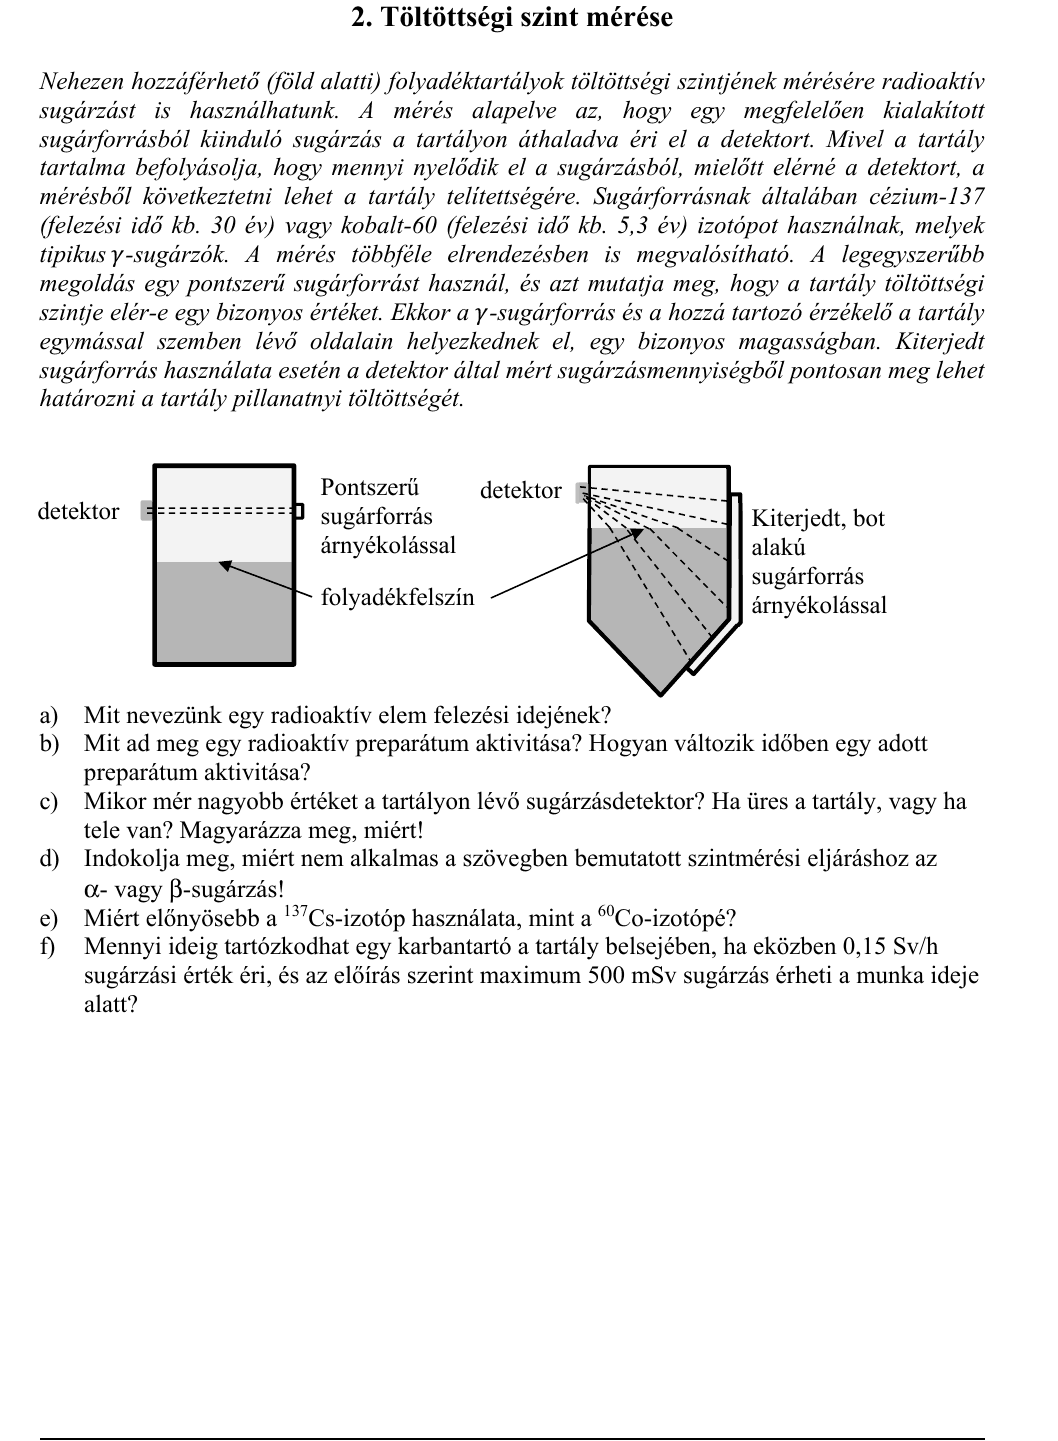 2. Töltöttségi szint mérése
Nehezen hozzáférhető (föld alatti) folyadéktartályok töltöttségi szintjének mérésére radioaktív
sugárzást is használhatunk. A mérés alapelve az, hogy egy megfelelően kialakított
sugárforrásból kiinduló sugárzás a tartályon áthaladva éri el a detektort. Mivel a tartály
tartalma befolyásolja, hogy mennyi nyelődik el a sugárzásból, mielőtt elérné a detektort, a
mérésből következtetni lehet a tartály telítettségére. Sugárforrásnak általában cézium-137
(felezési idő kb. 30 év) vagy kobalt-60 (felezési idő kb. 5,3 év) izotópot használnak, melyek
tipikus γ-sugárzók. A mérés többféle elrendezésben is megvalósítható. A legegyszerűbb
megoldás egy pontszerű sugárforrást használ, és azt mutatja meg, hogy a tartály töltöttségi
szintje elér-e egy bizonyos értéket. Ekkor a γ-sugárforrás és a hozzá tartozó érzékelő a tartály
egymással szemben lévő oldalain helyezkednek el, egy bizonyos magasságban. Kiterjedt
sugárforrás használata esetén a detektor által mért sugárzásmennyiségből pontosan meg lehet
határozni a tartály pillanatnyi töltöttségét.
detektor
Pontszerű
sugárforrás
árnyékolással
folyadékfelszín
detektor
Kiterjedt, bot
alakú
sugárforrás
árnyékolással
a) Mit nevezünk egy radioaktív elem felezési idejének?
b) Mit ad meg egy radioaktív preparátum aktivitása? Hogyan változik időben egy adott
preparátum aktivitása?
c) Mikor mér nagyobb értéket a tartályon lévő sugárzásdetektor? Ha üres a tartály, vagy ha
tele van? Magyarázza meg, miért!
d) Indokolja meg, miért nem alkalmas a szövegben bemutatott szintmérési eljáráshoz az
α- vagy β-sugárzás!
e) Miért előnyösebb a ¹³⁷Cs-izotóp használata, mint a ⁶⁰Co-izotópé?
f) Mennyi ideig tartózkodhat egy karbantartó a tartály belsejében, ha eközben 0,15 Sv/h
sugárzási érték éri, és az előírás szerint maximum 500 mSv sugárzás érheti a munka ideje
alatt?